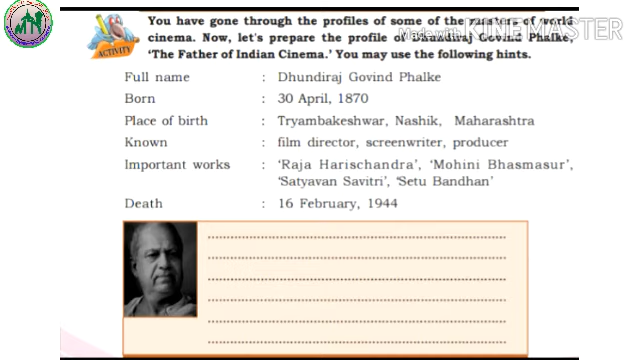 You have gone through the profiles of some of the masters of world
cinema. Now, let's prepare the profile of Dhundiraj Govind Phalke,
'The Father of Indian Cinema.' You may use the following hints.
Made with KINEMASTER
ACTIVITY
Full name : Dhundiraj Govind Phalke
Born : 30 April, 1870
Place of birth : Tryambakeshwar, Nashik, Maharashtra
Known : film director, screenwriter, producer
Important works : 'Raja Harischandra', 'Mohini Bhasmasur',
'Satyavan Savitri', 'Setu Bandhan'
Death : 16 February, 1944